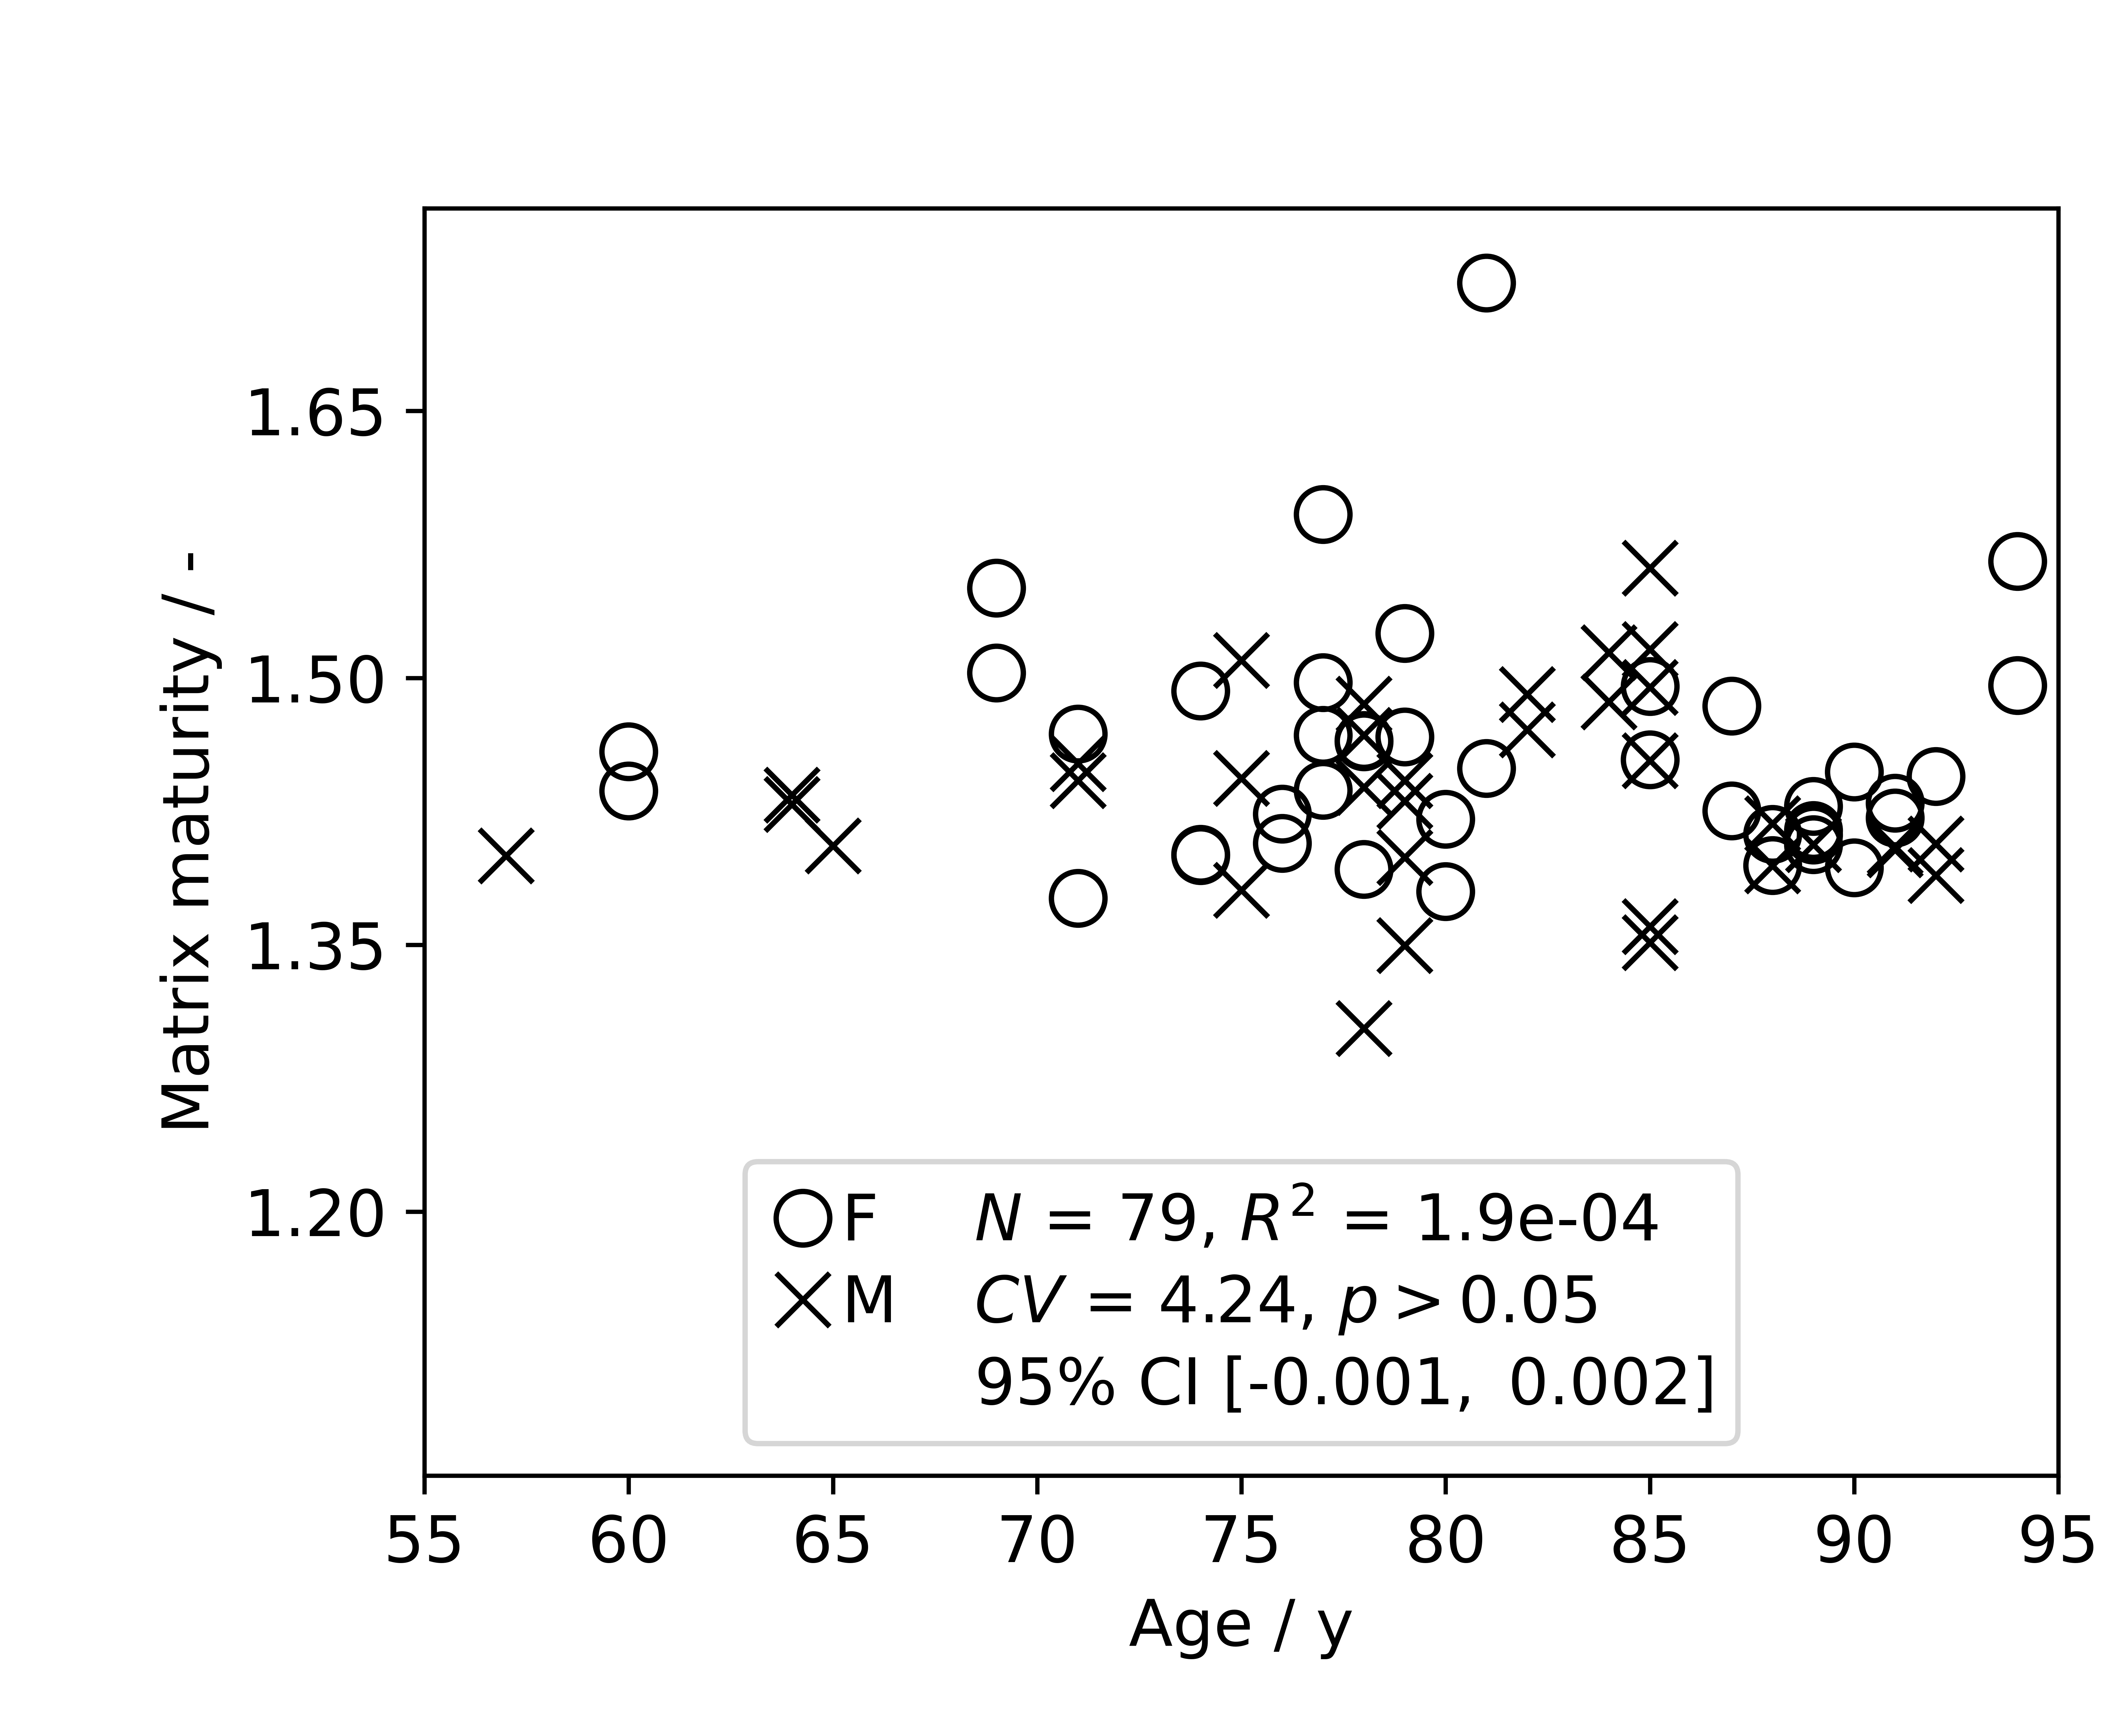 1.65
1.50
1.35
1.20
Matrix maturity / -
F N = 79, R² = 1.9e-04
M CV = 4.24, p > 0.05
95% CI [-0.001, 0.002]
55 60 65 70 75 80 85 90 95
Age / y